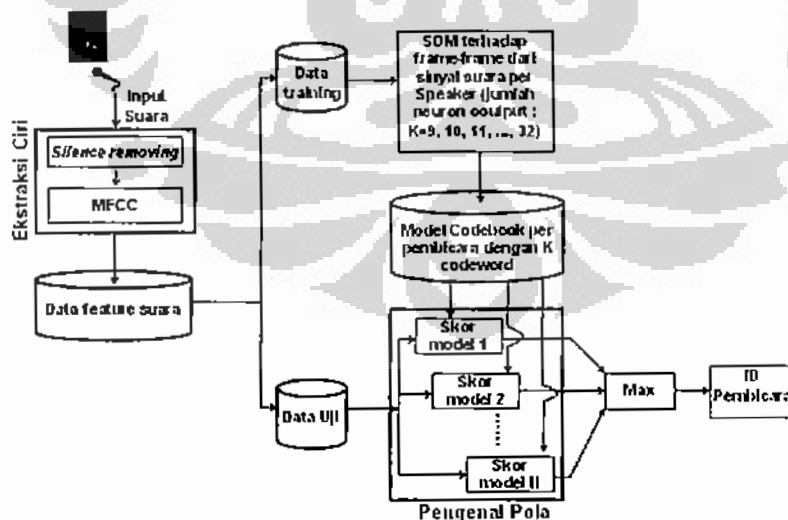 Input
Suara
Ekstraksi Ciri
Silence removing
MFCC
Data feature suara
Data
training
SOM terhadap
frame-frame dari
sinyal suara per
Speaker (Jumlah
neuron output :
K=9, 10, 11, ..., 32)
Model Codebook per
pembicara dengan K
codeword
Data Uji
Skor
model 1
Skor
model 2
Skor
model N
Pengenal Pola
Max
ID
Pembicara